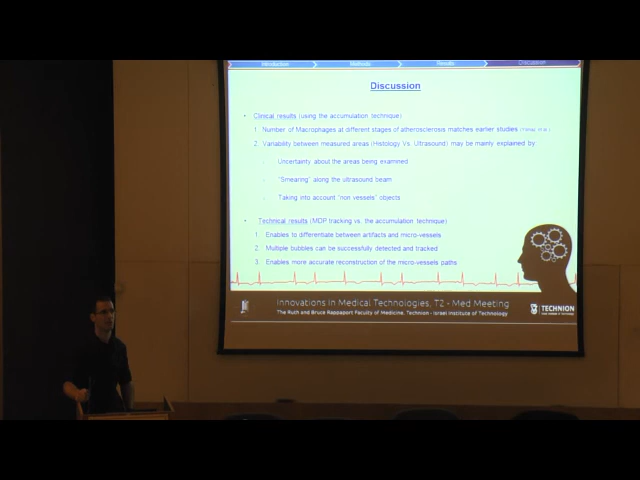 Introduction
Methods
Results
Discussion
Discussion
• Clinical results (using the accumulation technique)
1. Number of Macrophages at different stages of atherosclerosis matches earlier studies
2. Variability between measured areas (Histology Vs. Ultrasound) may be mainly explained by
Uncertainty about the areas being examined
"Smearing" along the ultrasound beam
Taking into account "non vessels" objects
• Technical results (MDP tracking vs. the accumulation technique)
1. Enables to differentiate between artifacts and micro-vessels
2. Multiple bubbles can be successfully detected and tracked
3. Enables more accurate reconstruction of the micro-vessels paths
Innovations in Medical Technologies, T2 - Med Meeting
The Ruth and Bruce Rappaport Faculty of Medicine, Technion - Israel Institute of Technology
TECHNION